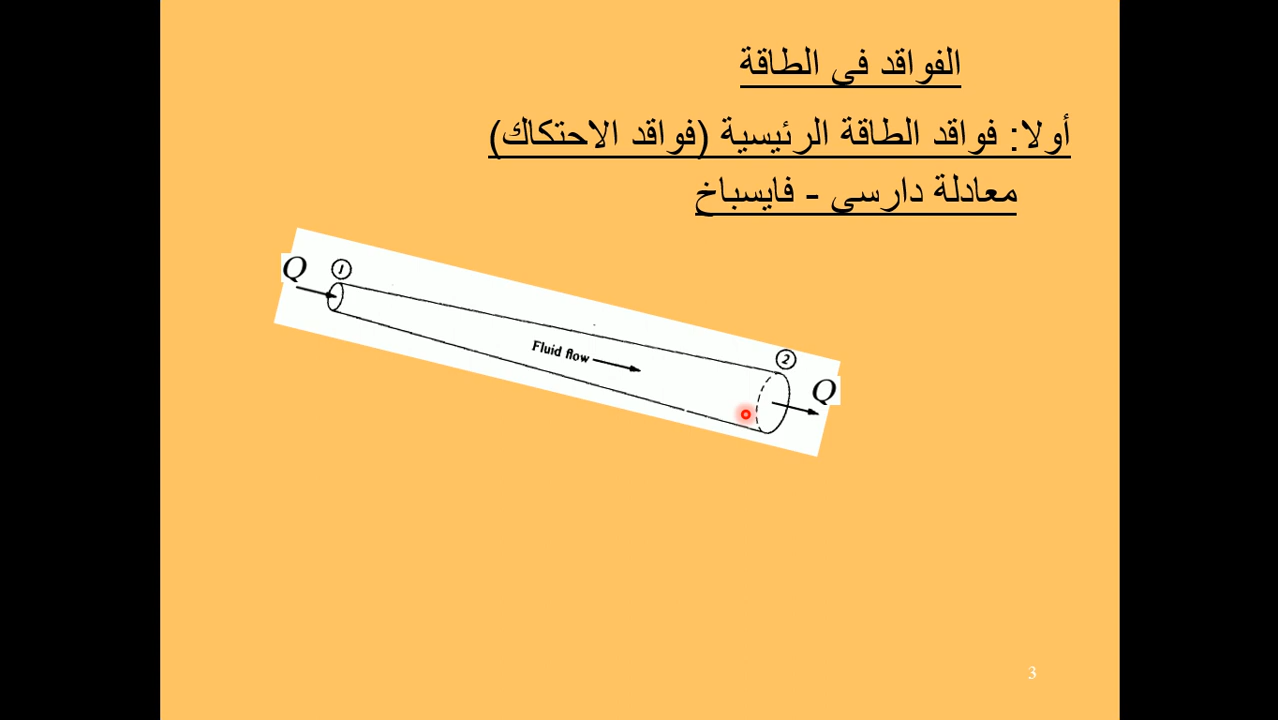 الفواقد فى الطاقة
أولا: فواقد الطاقة الرئيسية (فواقد الاحتكاك)
معادلة دارسى - فايسباخ
Q
1
Fluid flow
2
Q
3